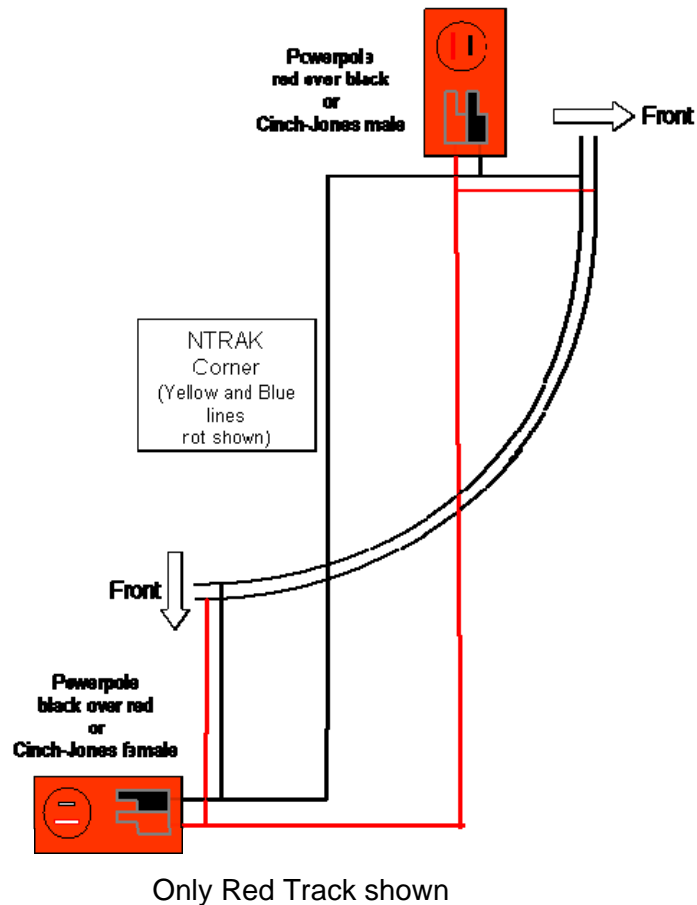 Powerpole
red over black
or
Cinch-Jones male
Front
NTRAK
Corner
(Yellow and Blue
lines
rot shown)
Front
Powerpole
black over red
or
Cinch-Jones female
Only Red Track shown